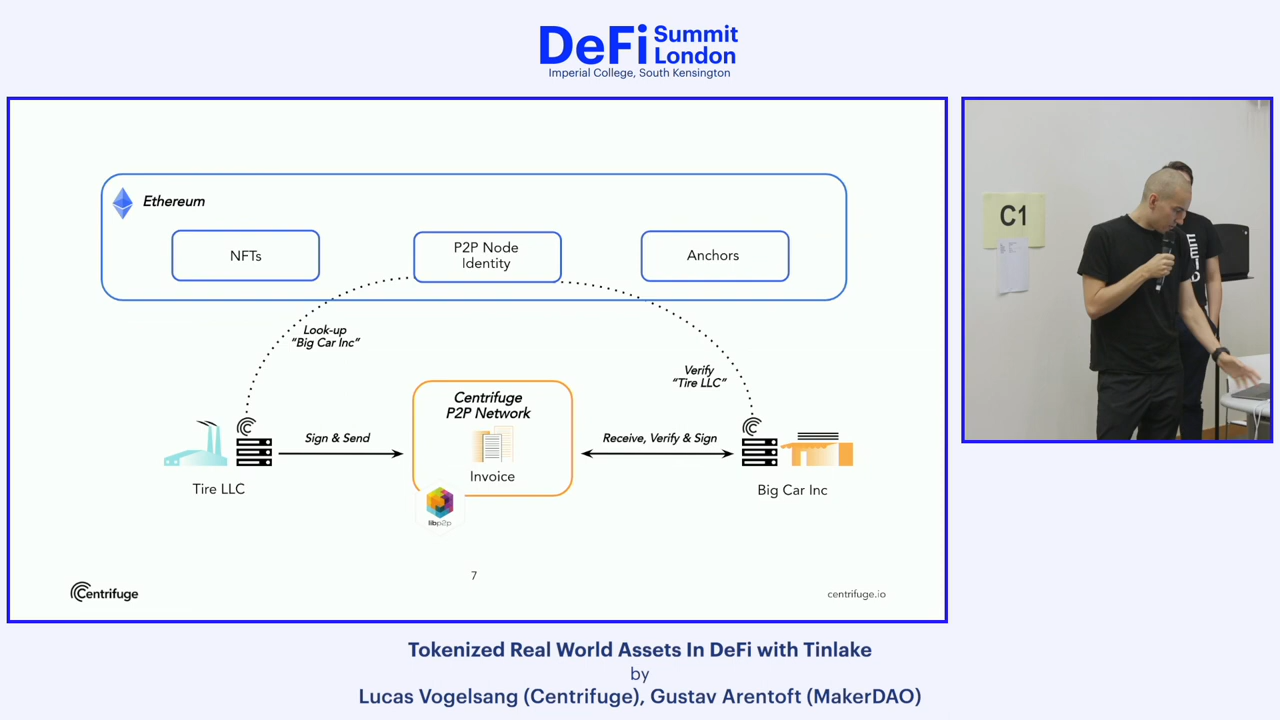 DeFi Summit London
Imperial College, South Kensington
Ethereum
NFTs
P2P Node
Identity
Anchors
Look-up
"Big Car Inc"
Verify
"Tire LLC"
Centrifuge
P2P Network
Sign & Send
Receive, Verify & Sign
Invoice
Tire LLC
Big Car Inc
libp2p
7
Centrifuge
centrifuge.io
C1
Tokenized Real World Assets In DeFi with Tinlake
by
Lucas Vogelsang (Centrifuge), Gustav Arentoft (MakerDAO)